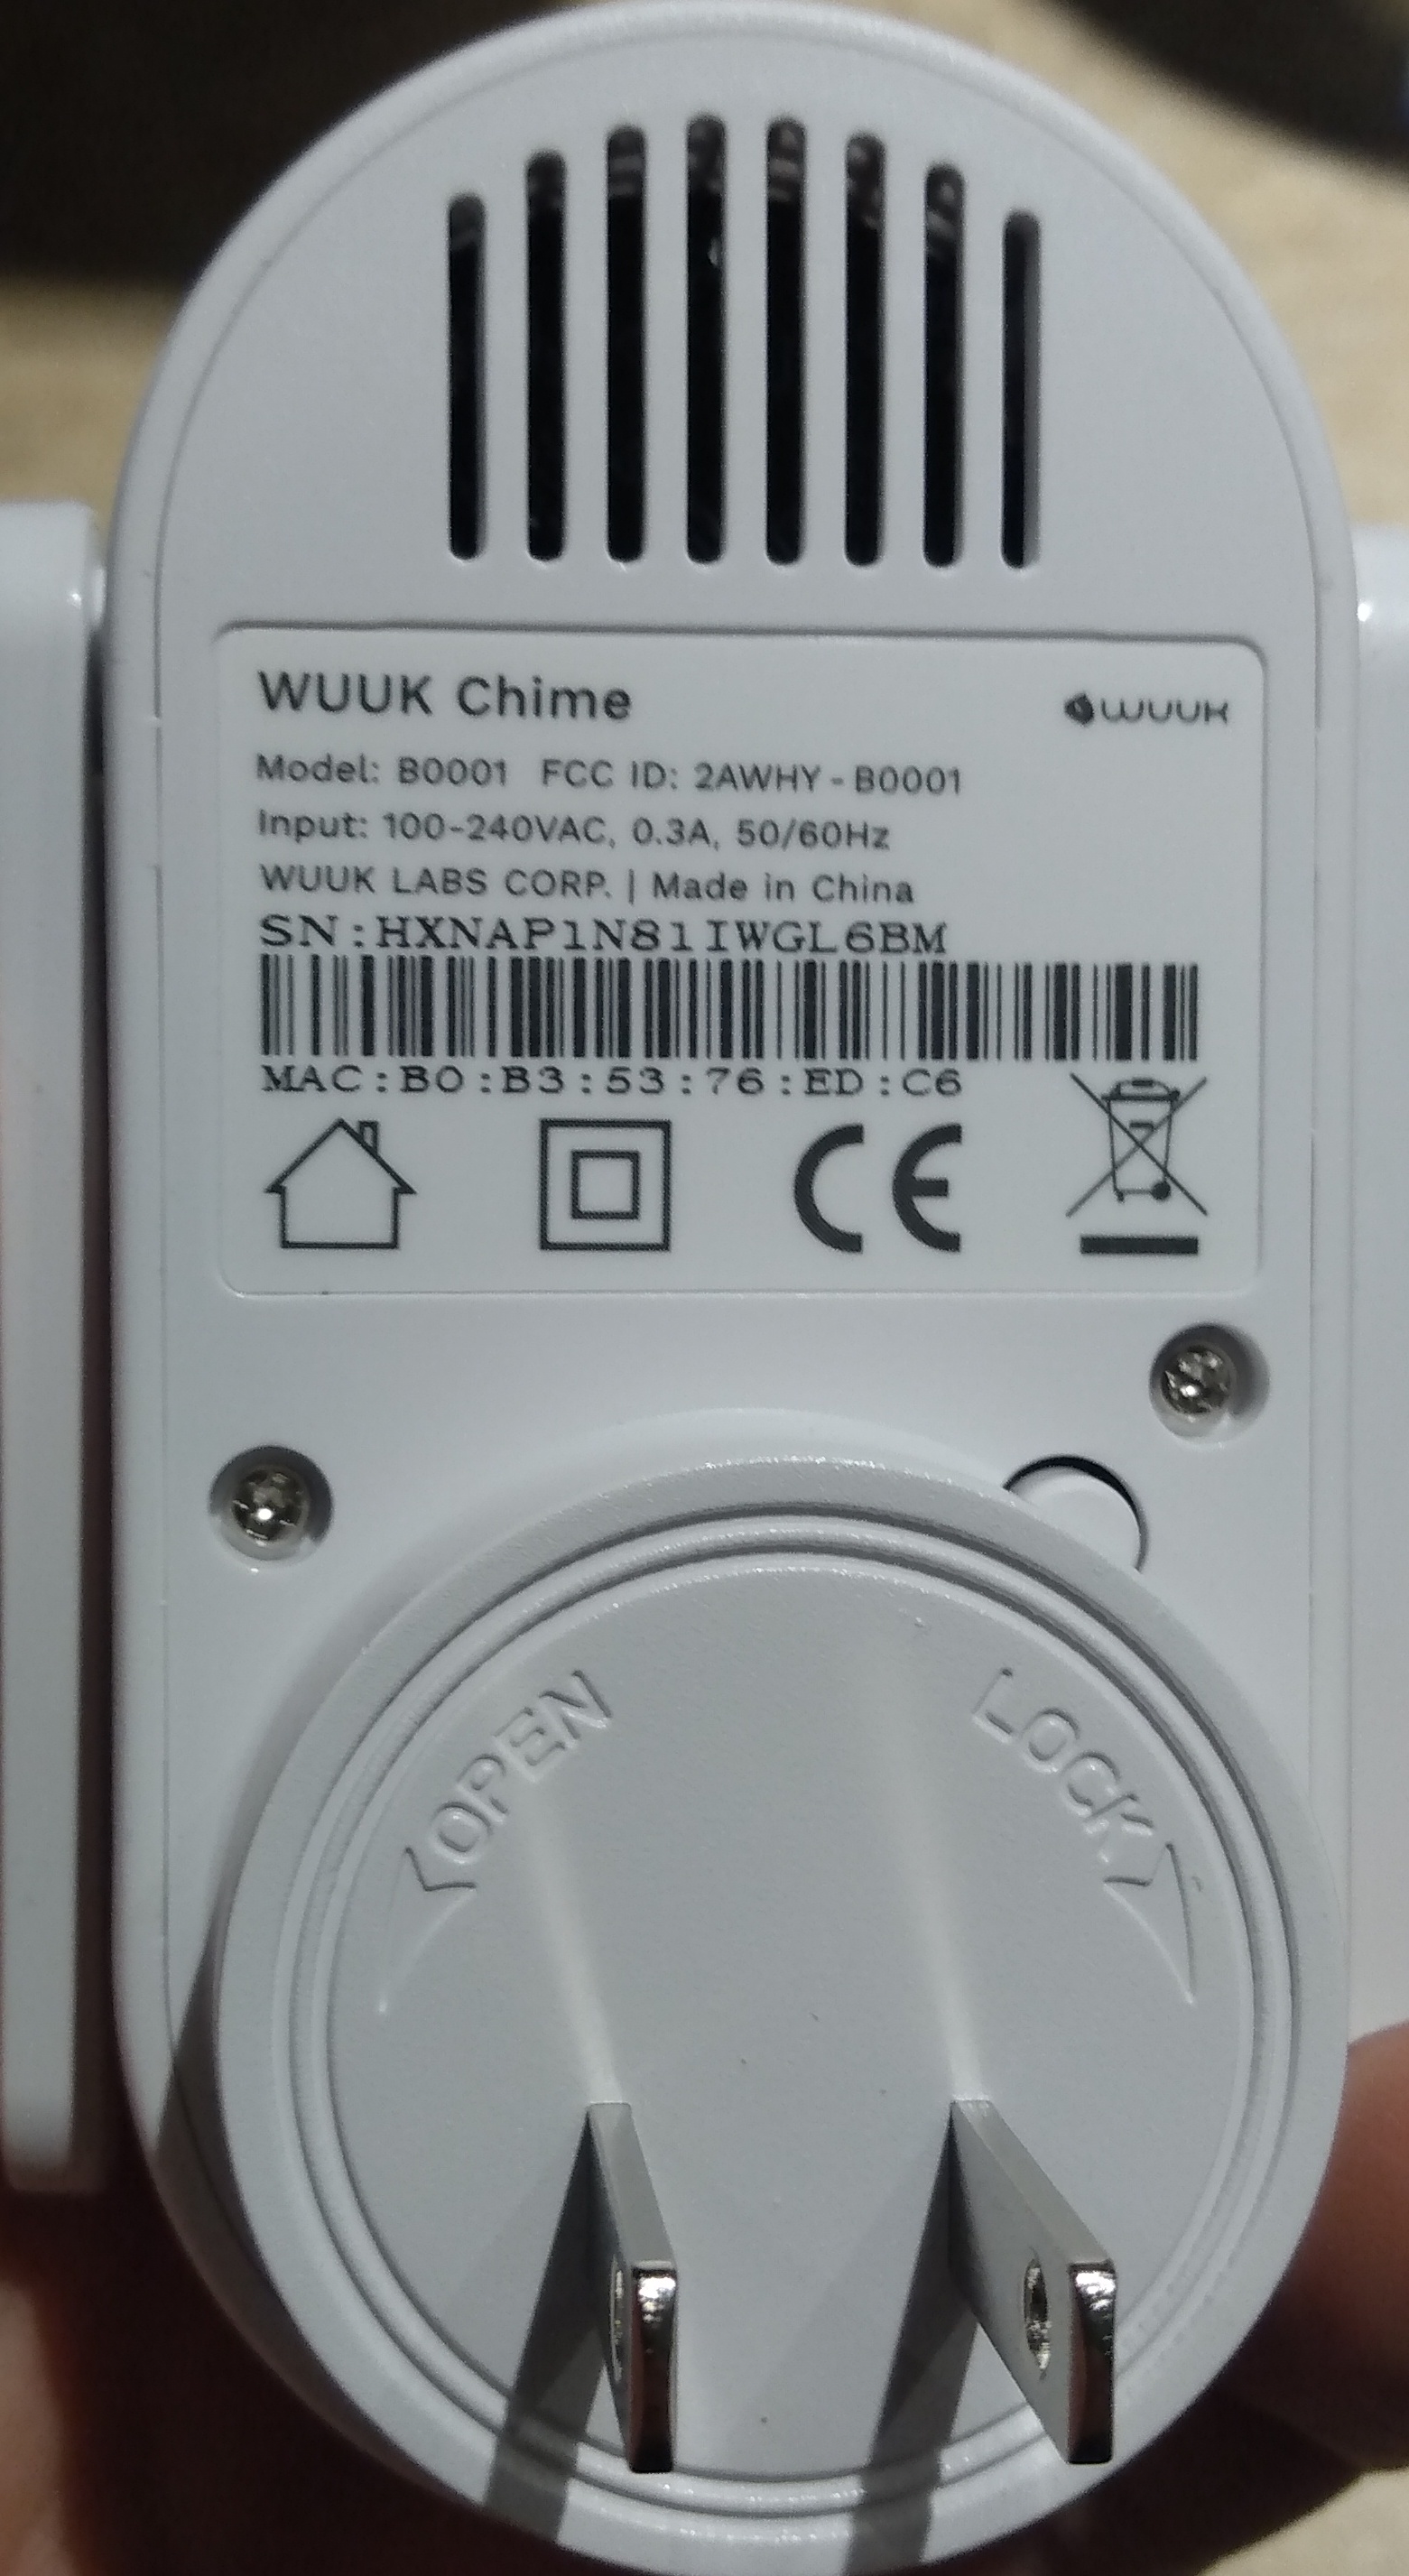 WUUK Chime
WUUK
Model: B0001 FCC ID: 2AWHY-B0001
Input: 100-240VAC, 0.3A, 50/60Hz
WUUK LABS CORP. | Made in China
SN:HXNAP1N81IWGL6BM
MAC:B0:B3:53:76:ED:C6
CE
OPEN
LOCK